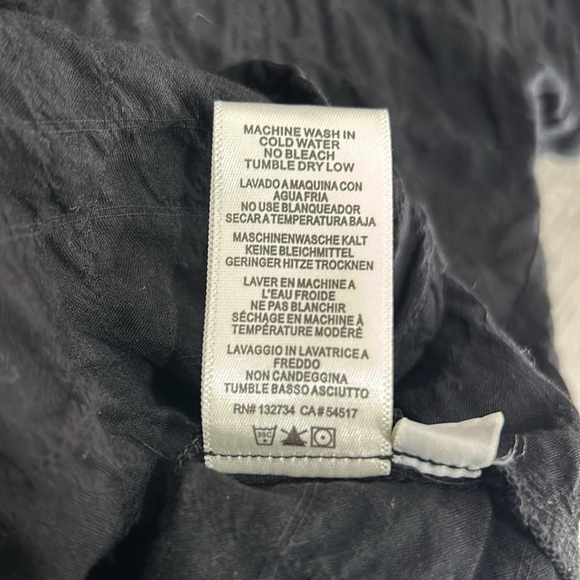 MACHINE WASH IN
COLD WATER
NO BLEACH
TUMBLE DRY LOW
LAVADO A MAQUINA CON
AGUA FRIA
NO USE BLANQUEADOR
SECAR A TEMPERATURA BAJA
MASCHINENWASCHE KALT
KEINE BLEICHMITTEL
GERINGER HITZE TROCKNEN
LAVER EN MACHINE A
L'EAU FROIDE
NE PAS BLANCHIR
SÉCHAGE EN MACHINE À
TEMPÉRATURE MODÉRÉ
LAVAGGIO IN LAVATRICE A
FREDDO
NON CANDEGGINA
TUMBLE BASSO ASCIUTTO
RN# 132734 CA# 54517
30C